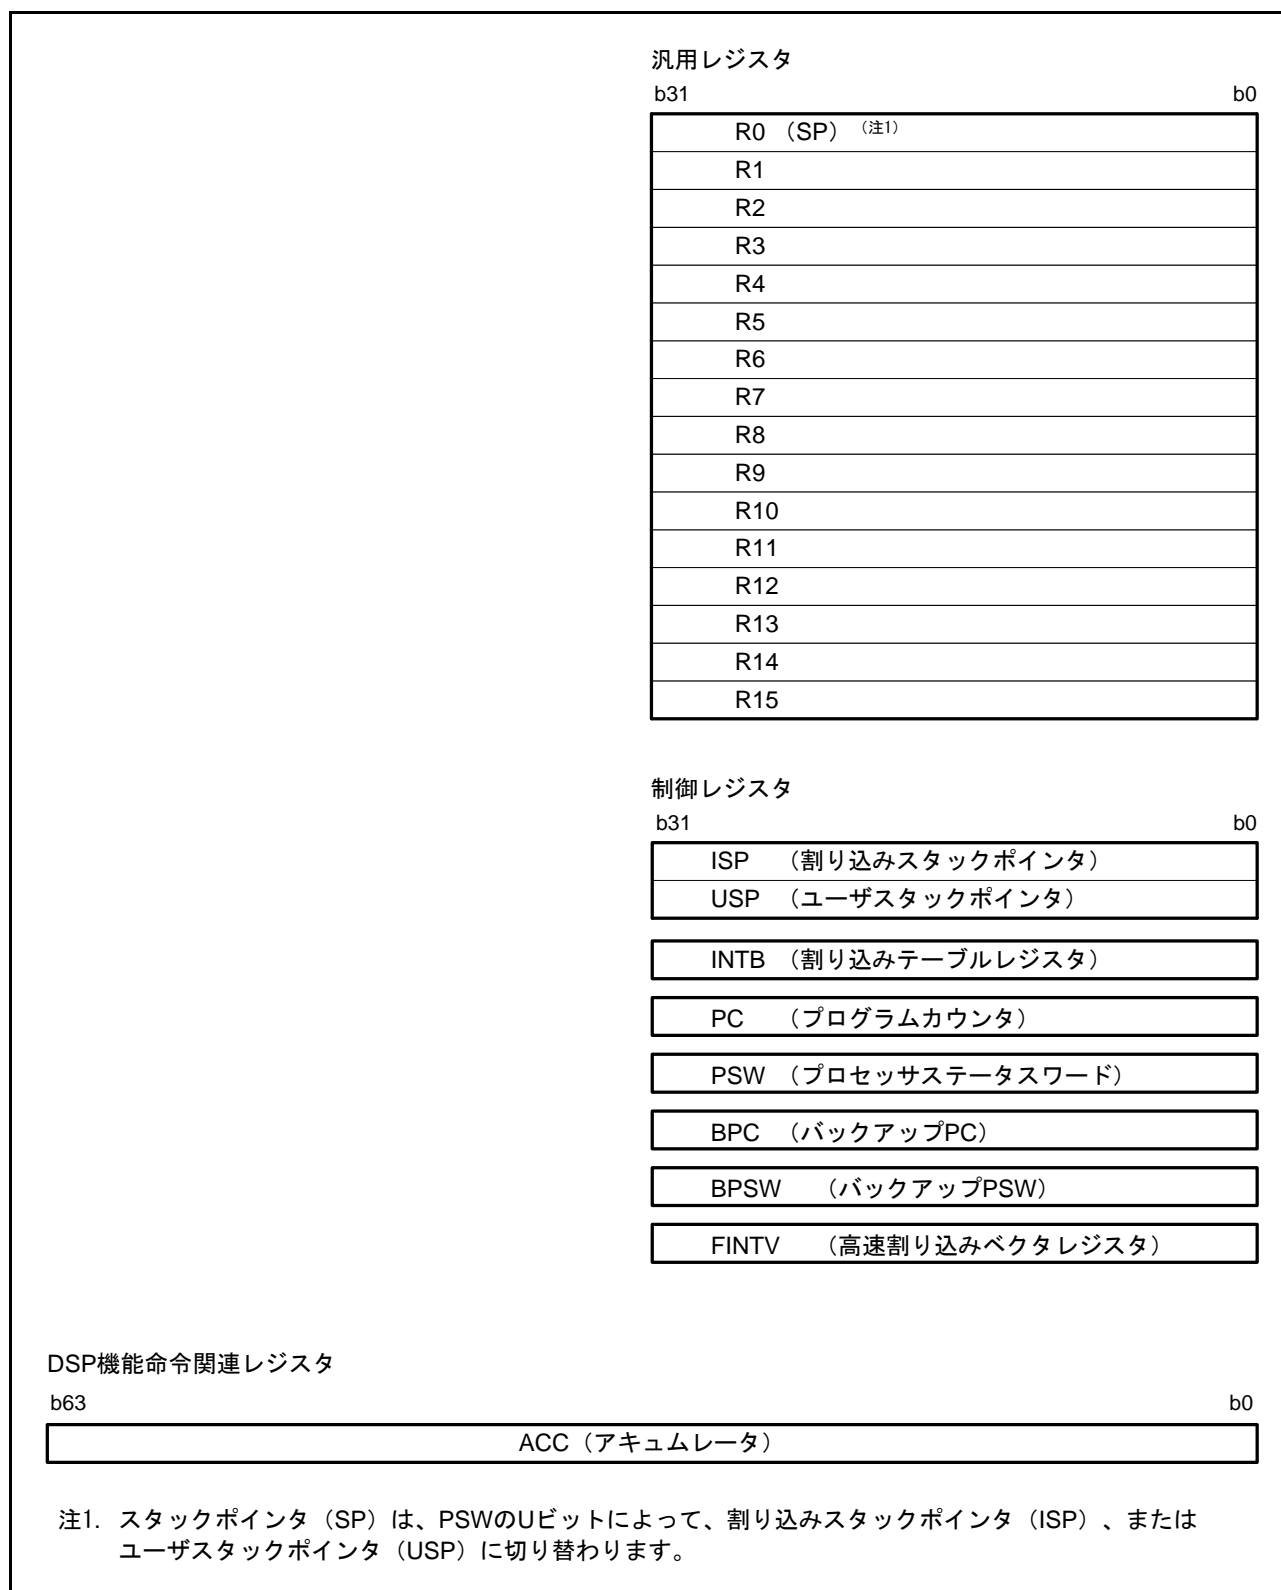 汎用レジスタ
b31 b0
R0 （SP） （注1）
R1
R2
R3
R4
R5
R6
R7
R8
R9
R10
R11
R12
R13
R14
R15
制御レジスタ
b31 b0
ISP （割り込みスタックポインタ）
USP （ユーザスタックポインタ）
INTB （割り込みテーブルレジスタ）
PC （プログラムカウンタ）
PSW （プロセッサステータスワード）
BPC （バックアップPC）
BPSW （バックアップPSW）
FINTV （高速割り込みベクタレジスタ）
DSP機能命令関連レジスタ
b63 b0
ACC（アキュムレータ）
注1. スタックポインタ（SP）は、PSWのUビットによって、割り込みスタックポインタ（ISP）、または
ユーザスタックポインタ（USP）に切り替わります。